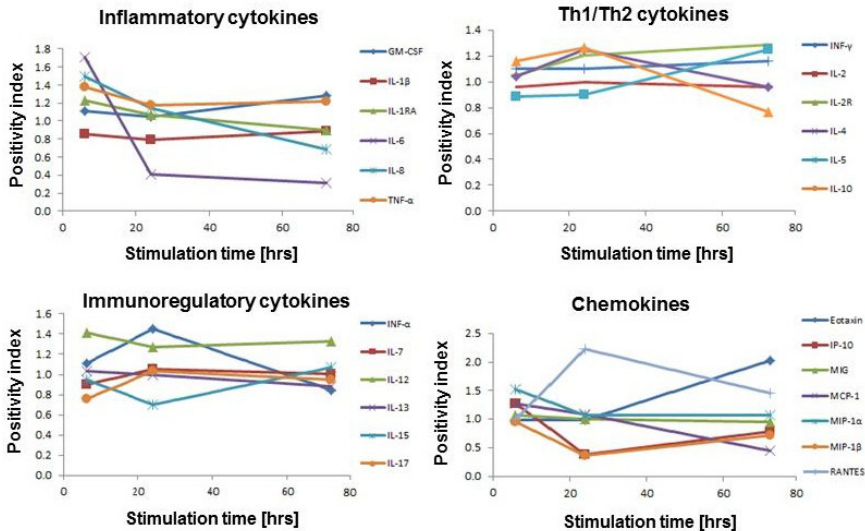 Inflammatory cytokines
Positivity index
1.8
1.6
1.4
1.2
1.0
0.8
0.6
0.4
0.2
0.0
0 20 40 60 80
Stimulation time [hrs]
GM-CSF
IL-1β
IL-1RA
IL-6
IL-8
TNF-α
Th1/Th2 cytokines
Positivity index
1.4
1.2
1.0
0.8
0.6
0.4
0.2
0.0
0 20 40 60 80
Stimulation time [hrs]
INF-γ
IL-2
IL-2R
IL-4
IL-5
IL-10
Immunoregulatory cytokines
Positivity index
1.6
1.4
1.2
1.0
0.8
0.6
0.4
0.2
0.0
0 20 40 60 80
Stimulation time [hrs]
INF-α
IL-7
IL-12
IL-13
IL-15
IL-17
Chemokines
Positivity index
2.5
2.0
1.5
1.0
0.5
0.0
0 20 40 60 80
Stimulation time [hrs]
Eotaxin
IP-10
MIG
MCP-1
MIP-1α
MIP-1β
RANTES